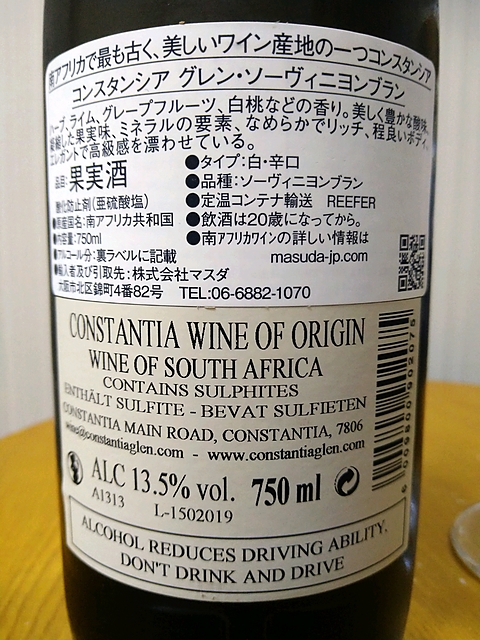 南アフリカで最も古く、美しいワイン産地の一つコンスタンシア
コンスタンシア グレン・ソーヴィニヨンブラン
ハーブ、ライム、グレープフルーツ、白桃などの香り。美しく豊かな酸味、
凝縮した果実味、ミネラルの要素、なめらかでリッチ、程良いボディ。
エレガントで高級感を漂わせている。
品目:果実酒
●タイプ:白・辛口
●品種:ソーヴィニヨンブラン
酸化防止剤(亜硫酸塩)
●定温コンテナ輸送 REEFER
●原産国名:南アフリカ共和国
●飲酒は20歳になってから。
●内容量:750ml
●南アフリカワインの詳しい情報は
●アルコール分:裏ラベルに記載
masuda-jp.com
●輸入者及び引取先:株式会社マスダ
大阪市北区錦町4番82号 TEL:06-6882-1070
CONSTANTIA WINE OF ORIGIN
WINE OF SOUTH AFRICA
CONTAINS SULPHITES
ENTHÄLT SULFITE - BEVAT SULFIETEN
CONSTANTIA MAIN ROAD, CONSTANTIA, 7806
wine@constantiaglen.com - www.constantiaglen.com
ALC 13.5% vol. 750 ml
A1313 L-1502019
6 009800 902075
ALCOHOL REDUCES DRIVING ABILITY.
DON'T DRINK AND DRIVE